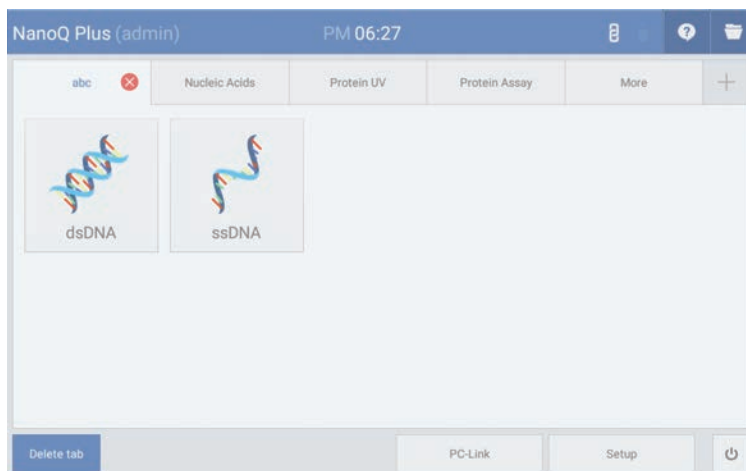 NanoQ Plus (admin) PM 06:27 ?
abc Nucleic Acids Protein UV Protein Assay More +
dsDNA ssDNA
Delete tab PC-Link Setup